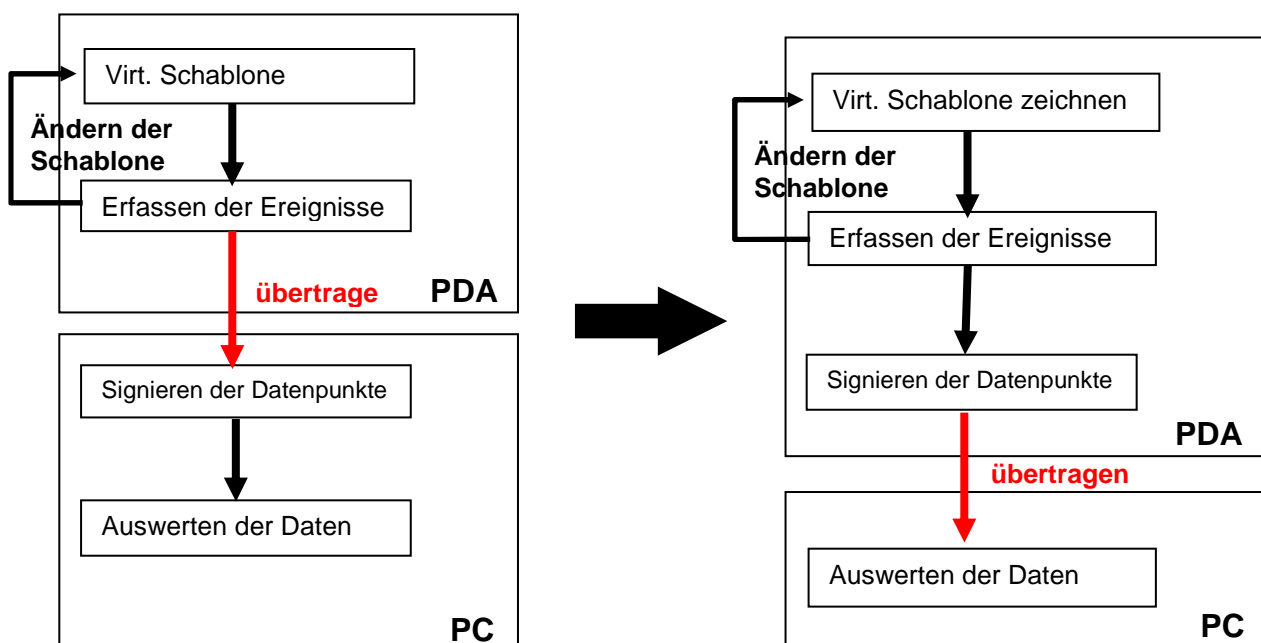 Virt. Schablone
Ändern der
Schablone
Erfassen der Ereignisse
übertrage
PDA
Signieren der Datenpunkte
Auswerten der Daten
PC
Virt. Schablone zeichnen
Ändern der
Schablone
Erfassen der Ereignisse
Signieren der Datenpunkte
PDA
übertragen
Auswerten der Daten
PC